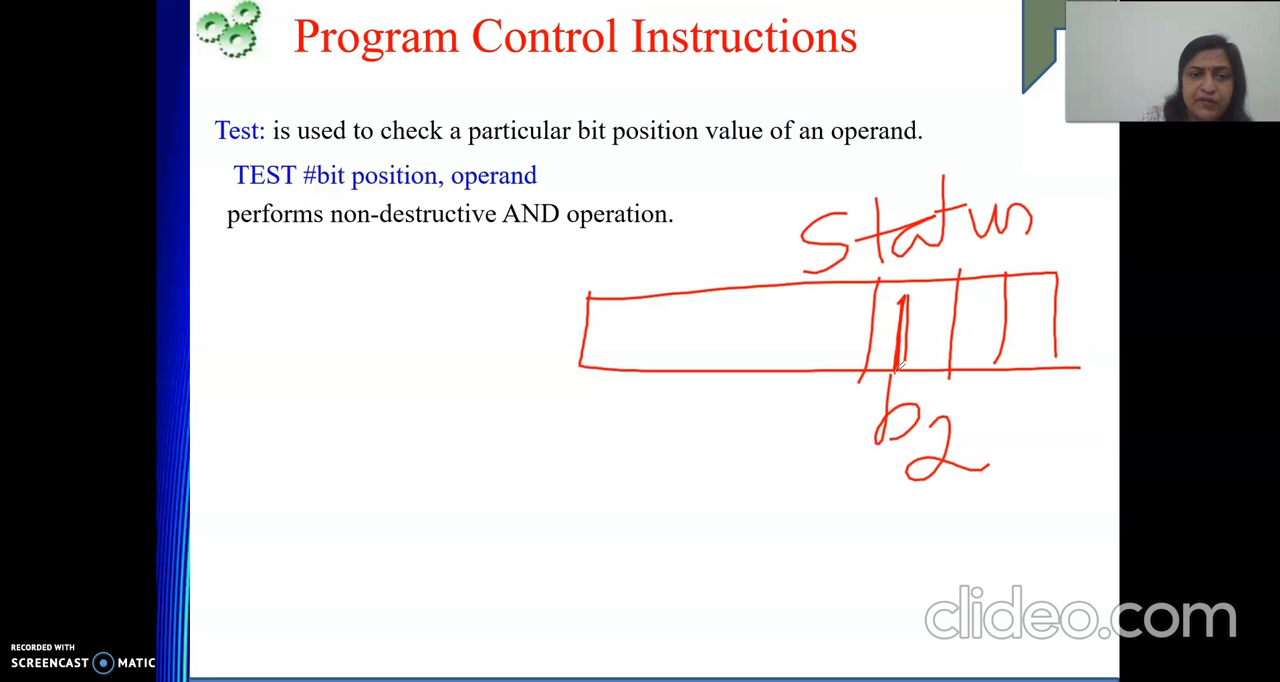 Program Control Instructions
Test: is used to check a particular bit position value of an operand.
TEST #bit position, operand
performs non-destructive AND operation.
Status
1
b2
clideo.com
RECORDED WITH
SCREENCAST MATIC